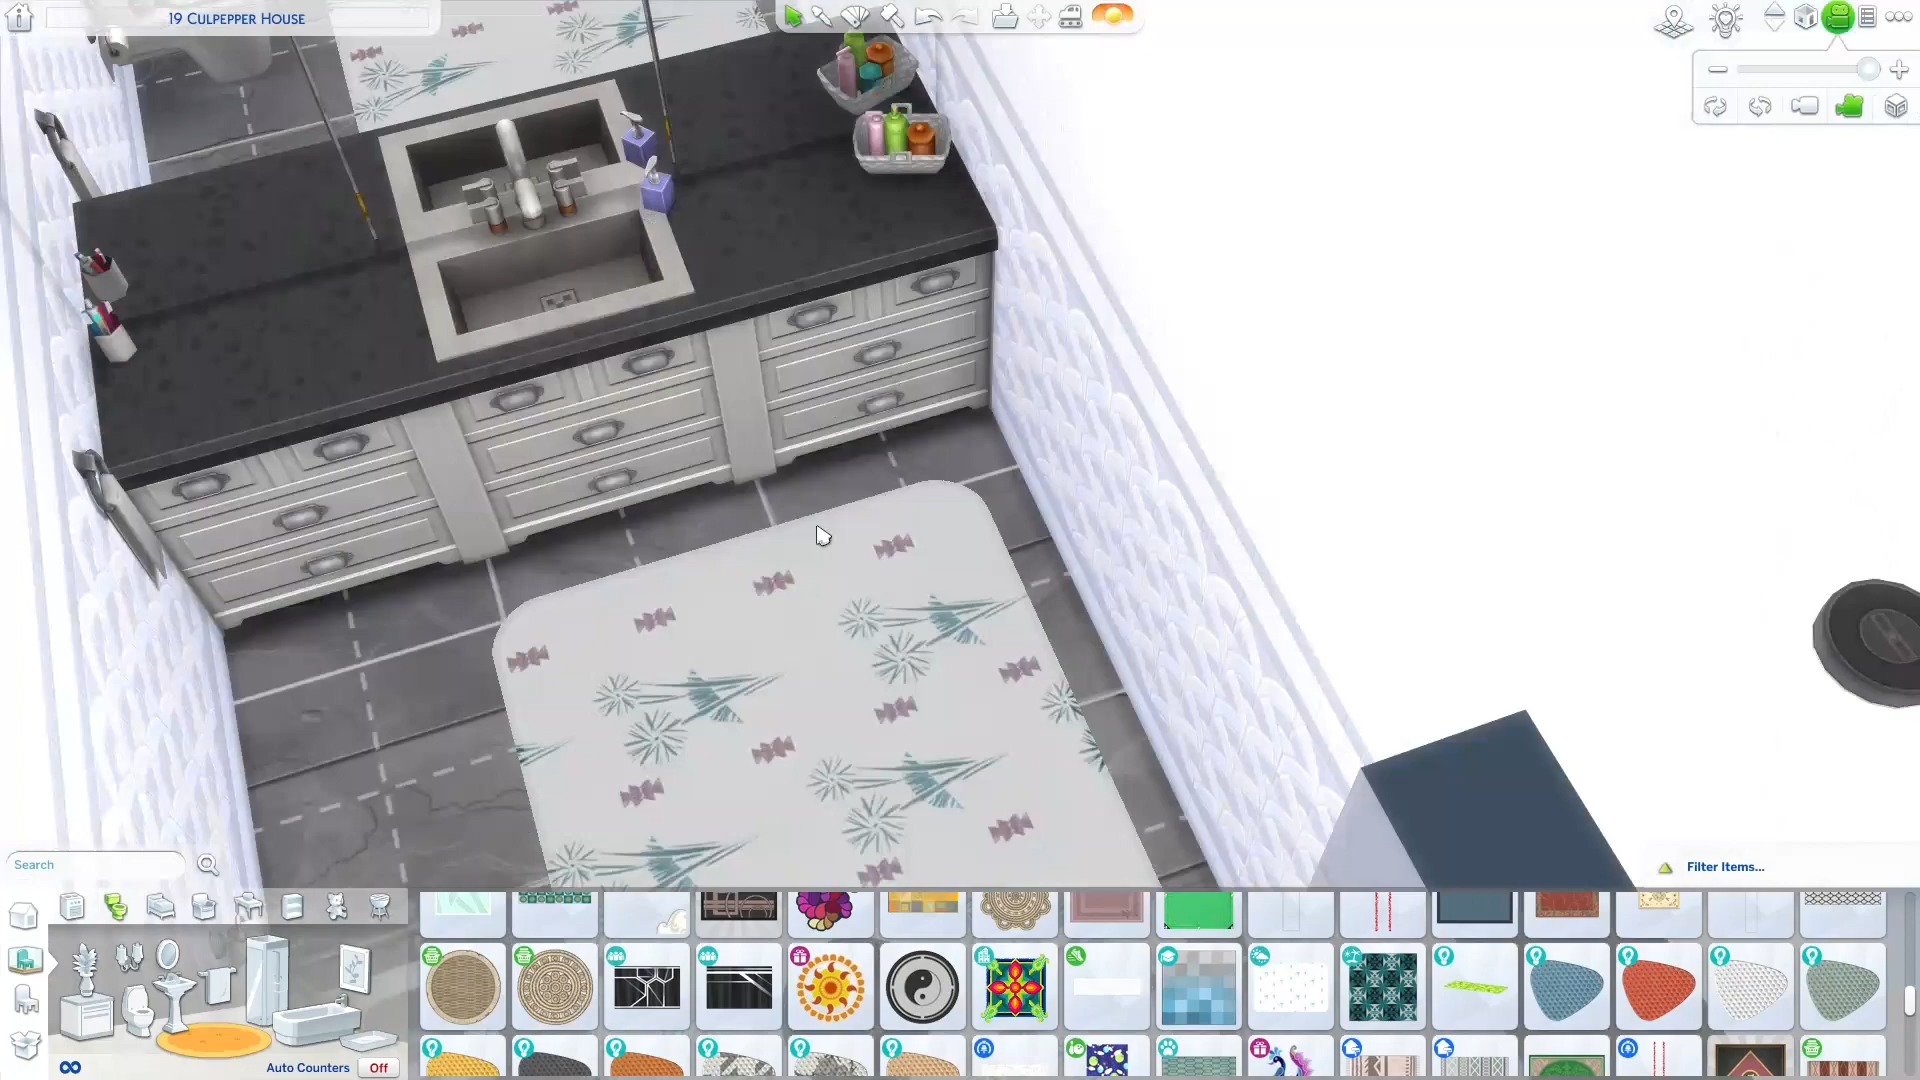 19 Culpepper House
Search
Filter Items...
Auto Counters
Off